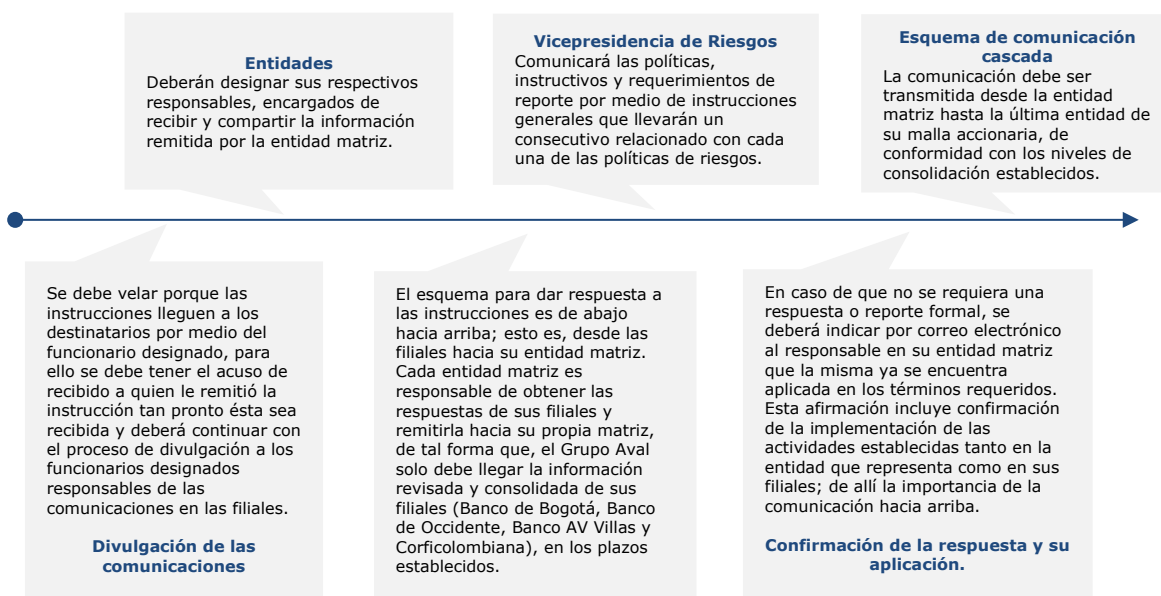 Entidades
Deberán designar sus respectivos
responsables, encargados de
recibir y compartir la información
remitida por la entidad matriz.
Vicepresidencia de Riesgos
Comunicará las políticas,
instructivos y requerimientos de
reporte por medio de instrucciones
generales que llevarán un
consecutivo relacionado con cada
una de las políticas de riesgos.
Esquema de comunicación
cascada
La comunicación debe ser
transmitida desde la entidad
matriz hasta la última entidad de
su malla accionaria, de
conformidad con los niveles de
consolidación establecidos.
Se debe velar porque las
instrucciones lleguen a los
destinatarios por medio del
funcionario designado, para
ello se debe tener el acuso de
recibido a quien le remitió la
instrucción tan pronto ésta sea
recibida y deberá continuar con
el proceso de divulgación a los
funcionarios designados
responsables de las
comunicaciones en las filiales.
Divulgación de las
comunicaciones
El esquema para dar respuesta a
las instrucciones es de abajo
hacia arriba; esto es, desde las
filiales hacia su entidad matriz.
Cada entidad matriz es
responsable de obtener las
respuestas de sus filiales y
remitirla hacia su propia matriz,
de tal forma que, el Grupo Aval
solo debe llegar la información
revisada y consolidada de sus
filiales (Banco de Bogotá, Banco
de Occidente, Banco AV Villas y
Corficolombiana), en los plazos
establecidos.
En caso de que no se requiera una
respuesta o reporte formal, se
deberá indicar por correo electrónico
al responsable en su entidad matriz
que la misma ya se encuentra
aplicada en los términos requeridos.
Esta afirmación incluye confirmación
de la implementación de las
actividades establecidas tanto en la
entidad que representa como en sus
filiales; de allí la importancia de la
comunicación hacia arriba.
Confirmación de la respuesta y su
aplicación.